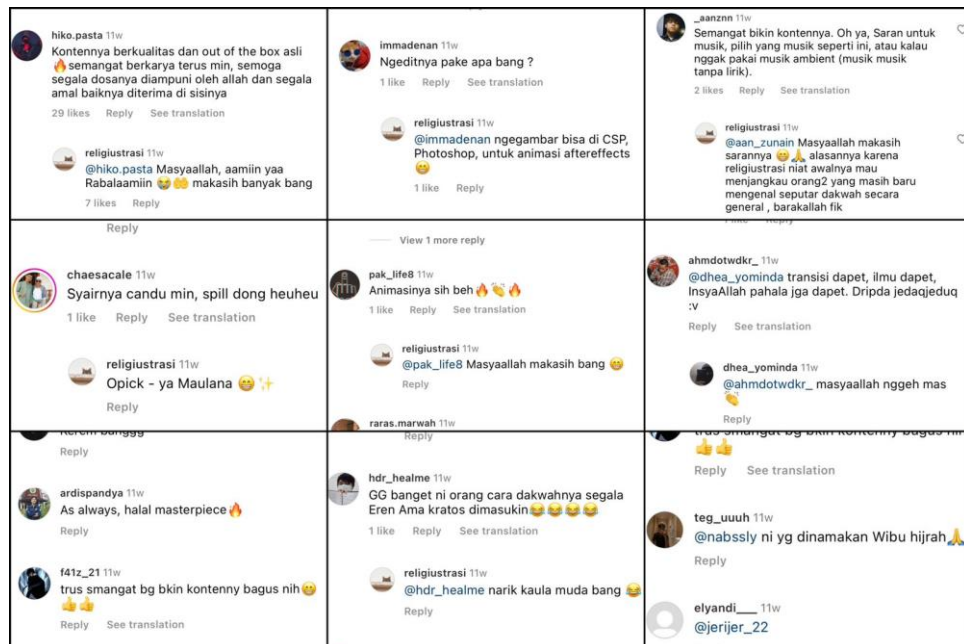 hiko.pasta 11w
Kontennya berkualitas dan out of the box asli
🔥semangat berkarya terus min, semoga
segala dosanya diampuni oleh allah dan segala
amal baiknya diterima di sisinya
29 likes Reply See translation
religiustrasi 11w
@hiko.pasta Masyaallah, aamiin yaa
Rabalaamiin 😭🤲 makasih banyak bang
7 likes Reply
immadenan 11w
Ngeditnya pake apa bang ?
1 like Reply See translation
religiustrasi 11w
@immadenan ngegambar bisa di CSP,
Photoshop, untuk animasi aftereffects
😁
1 like Reply
_aanznn 11w
Semangat bikin kontennya. Oh ya, Saran untuk
musik, pilih yang musik seperti ini, atau kalau
nggak pakai musik ambient (musik musik
tanpa lirik).
2 likes Reply See translation
religiustrasi 11w
@aan_zunain Masyaallah makasih
sarannya 😁🙏 alasannya karena
religiustrasi niat awalnya mau
menjangkau orang2 yang masih baru
mengenal seputar dakwah secara
general , barakallah fik
Reply
chaesacale 11w
Syairnya candu min, spill dong heuheu
1 like Reply See translation
religiustrasi 11w
Opick - ya Maulana 😁✨
Reply
View 1 more reply
pak_life8 11w
Animasinya sih beh🔥👏🔥
1 like Reply See translation
religiustrasi 11w
@pak_life8 Masyaallah makasih bang 😁
Reply
raras.marwah 11w
ahmdotwdkr_ 11w
@dhea_yominda transisi dapet, ilmu dapet,
InsyaAllah pahala jga dapet. Dripda jedaqjeduq
:v
Reply See translation
dhea_yominda 11w
@ahmdotwdkr_ masyaallah nggeh mas
👏
Reply
Reply
ardispandya 11w
As always, halal masterpiece🔥
Reply
f41z_21 11w
trus smangat bg bkin kontenny bagus nih😁
👍👍
Reply See translation
Reply
hdr_healme 11w
GG banget ni orang cara dakwahnya segala
Eren Ama kratos dimasukin😂😂😂😂
1 like Reply See translation
religiustrasi 11w
@hdr_healme narik kaula muda bang 😂
Reply
trus smangat bg bkin kontenny bagus nih
👍👍
Reply See translation
teg_uuuh 11w
@nabssly ni yg dinamakan Wibu hijrah🙏
Reply
elyandi___ 11w
@jerijer_22